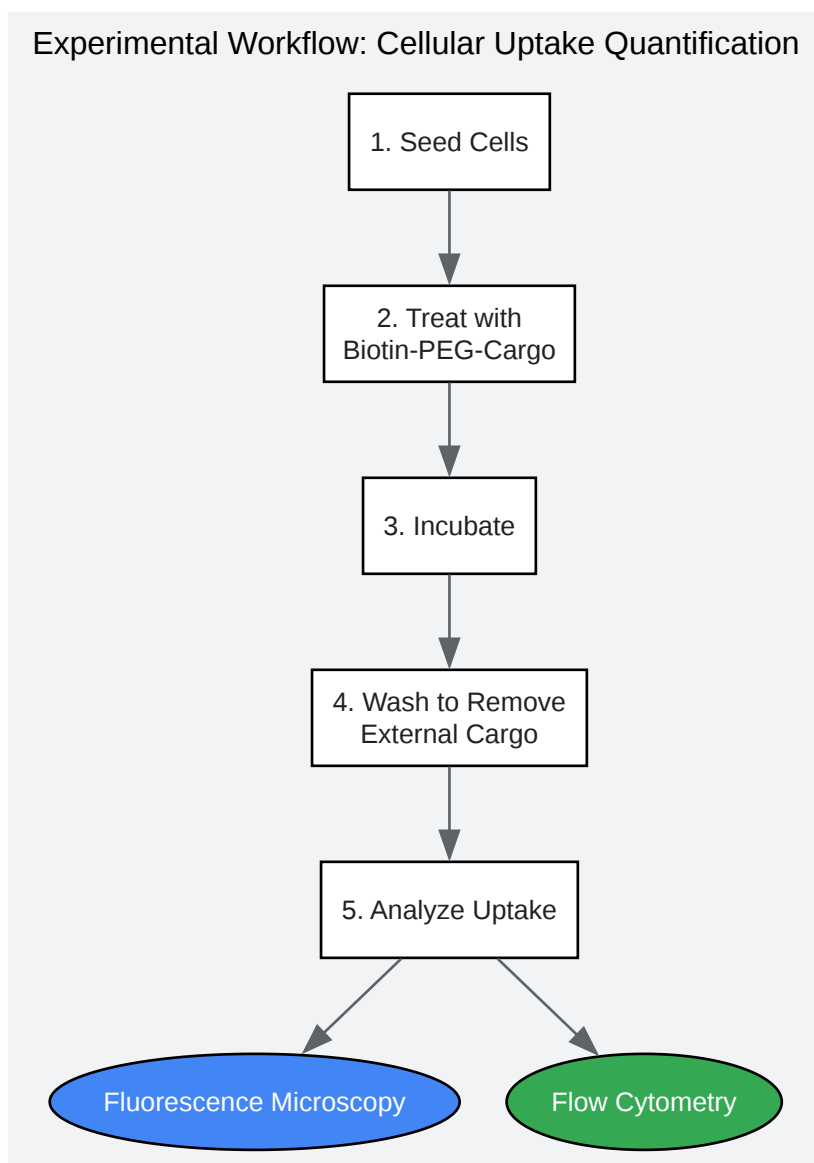 Experimental Workflow: Cellular Uptake Quantification
1. Seed Cells
2. Treat with
Biotin-PEG-Cargo
3. Incubate
4. Wash to Remove
External Cargo
5. Analyze Uptake
Fluorescence Microscopy
Flow Cytometry